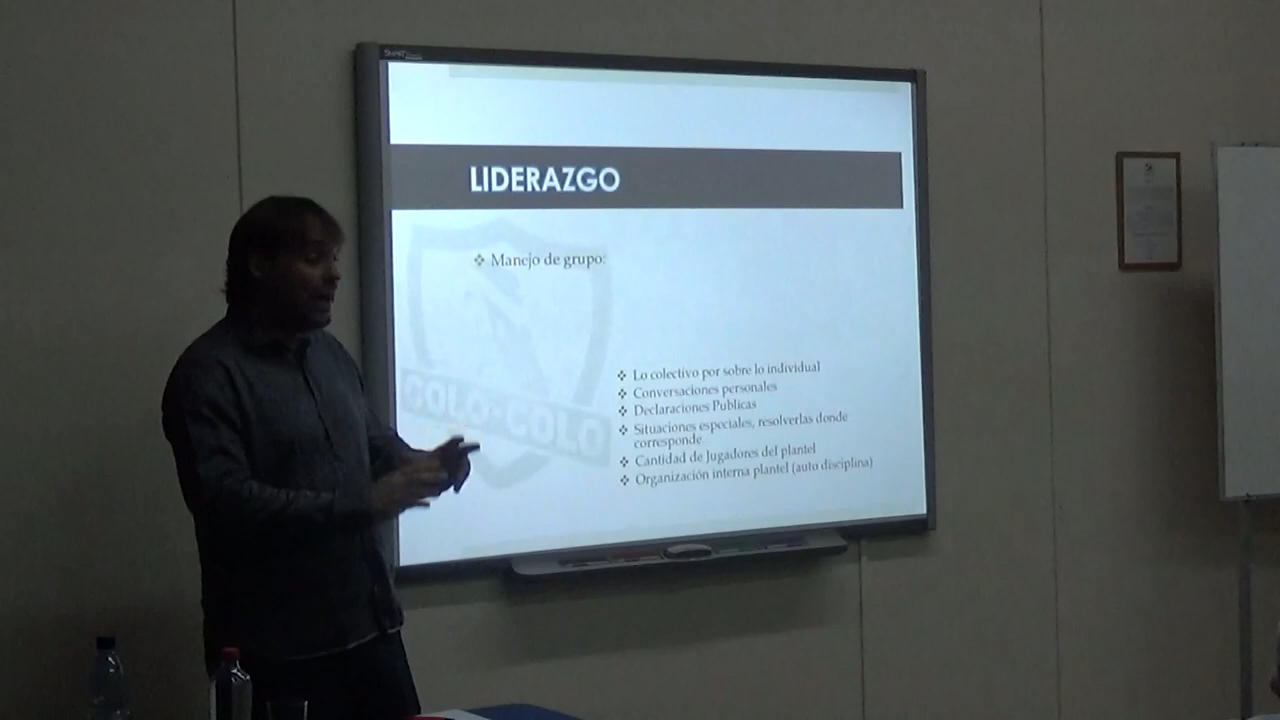 SMART
LIDERAZGO
❖ Manejo de grupo:
COLO-COLO
❖ Lo colectivo por sobre lo individual
❖ Conversaciones personales
❖ Declaraciones Publicas
❖ Situaciones especiales, resolverlas donde
corresponde
❖ Cantidad de Jugadores del plantel
❖ Organización interna plantel (auto disciplina)